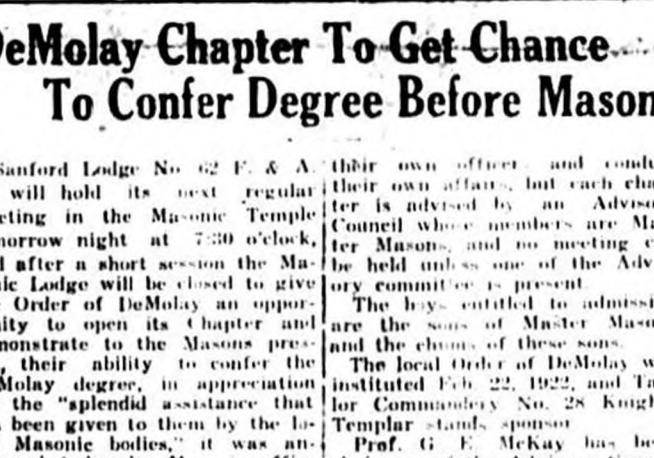 DeMolay Chapter To Get Chance
To Confer Degree Before Mason
Sanford Lodge No 62 F. & A.
will hold its next regular
eting in the Masonic Temple
morrow night at 7:30 o'clock,
after a short session the Ma-
ic Lodge will be closed to give
Order of DeMolay an oppor-
ity to open its Chapter and
monstrate to the Masons pres-
, their ability to confer the
Molay degree, in appreciation
the "splendid assistance that
been given to them by the lo-
Masonic bodies," it was an-
their own officers and condu
their own affairs, but each cha
ter is advised by an Adviso
Council whose members are Ma
ter Masons, and no meeting c
be held unless one of the Adv
ory committee is present.
The boys entitled to admissi
are the sons of Master Maso
and the chums of these sons.
The local Order of DeMolay w
instituted Feb. 22, 1922, and Ta
lor Commandery No. 28 Knigh
Templar stands sponsor
Prof. G. E. McKay has be